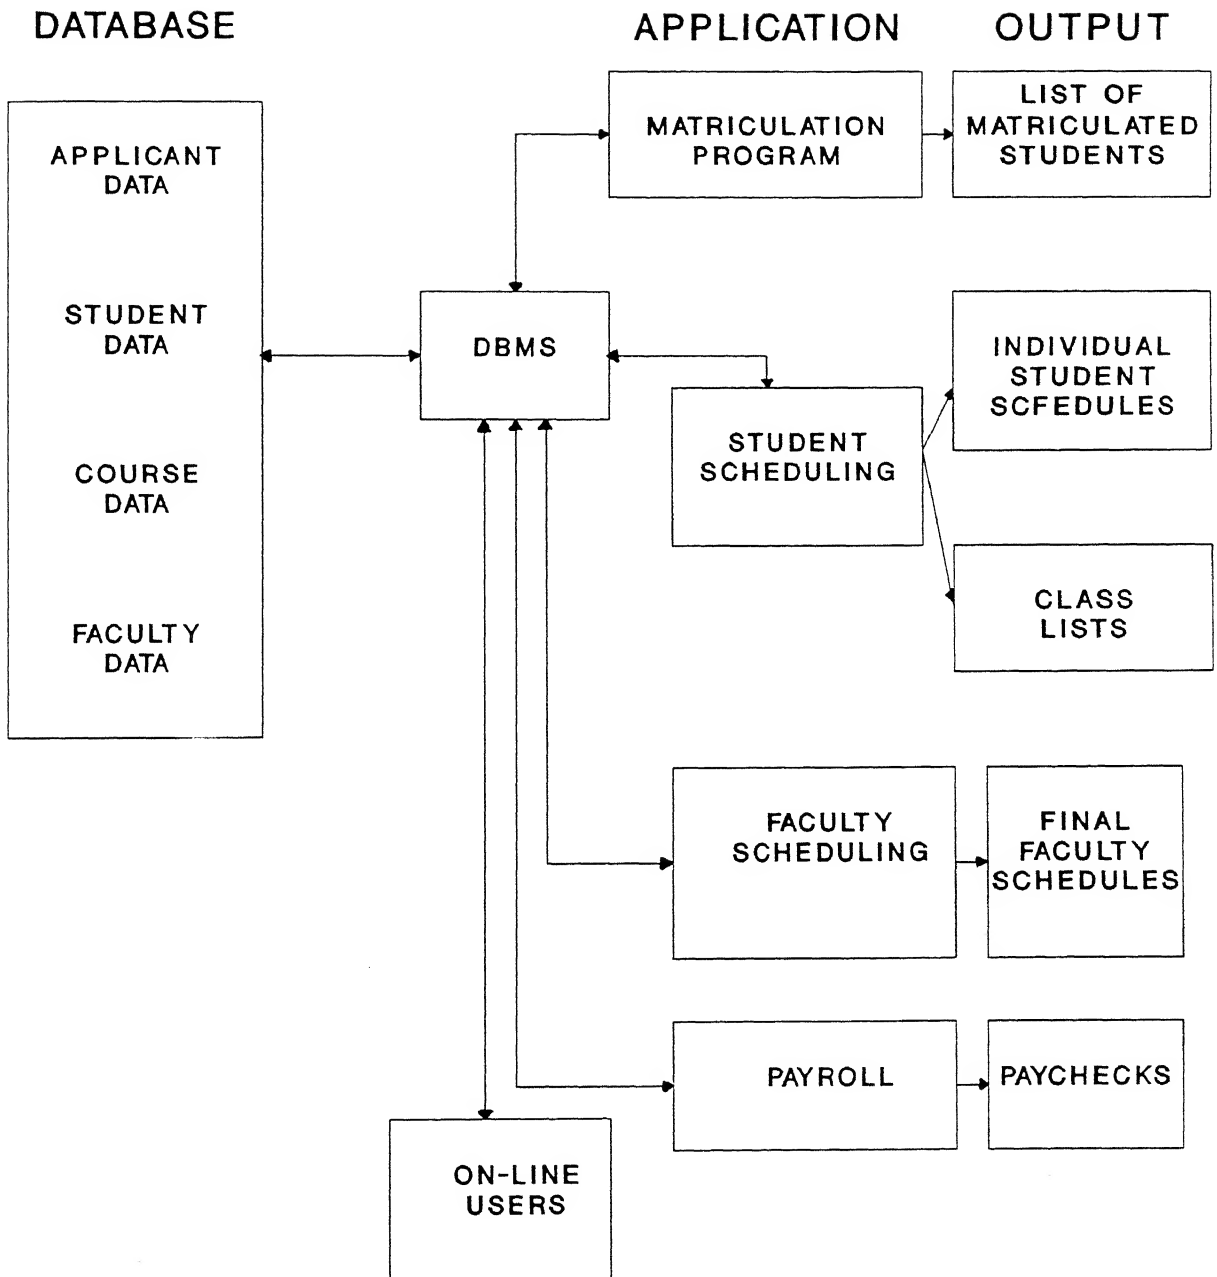 DATABASE
APPLICATION
OUTPUT
APPLICANT
DATA
STUDENT
DATA
COURSE
DATA
FACULTY
DATA
DBMS
MATRICULATION
PROGRAM
LIST OF
MATRICULATED
STUDENTS
STUDENT
SCHEDULING
INDIVIDUAL
STUDENT
SCFEDULES
CLASS
LISTS
FACULTY
SCHEDULING
FINAL
FACULTY
SCHEDULES
PAYROLL
PAYCHECKS
ON-LINE
USERS